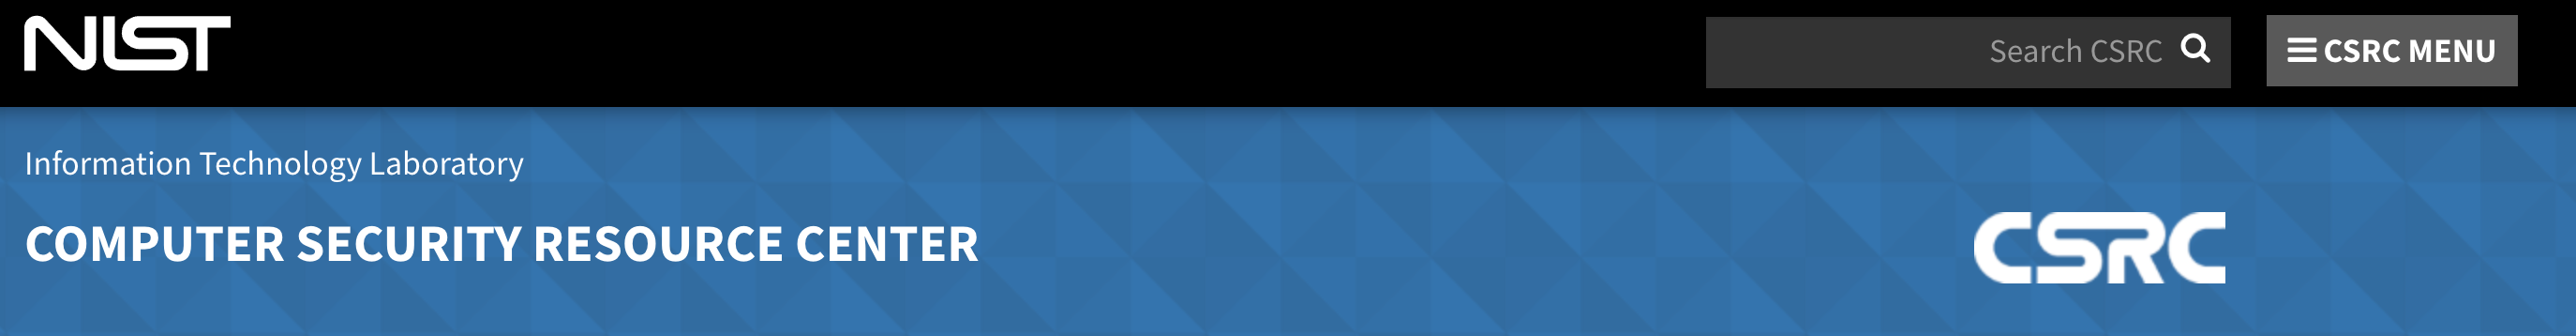 NIST
Search CSRC
CSRC MENU
Information Technology Laboratory
COMPUTER SECURITY RESOURCE CENTER
CSRC